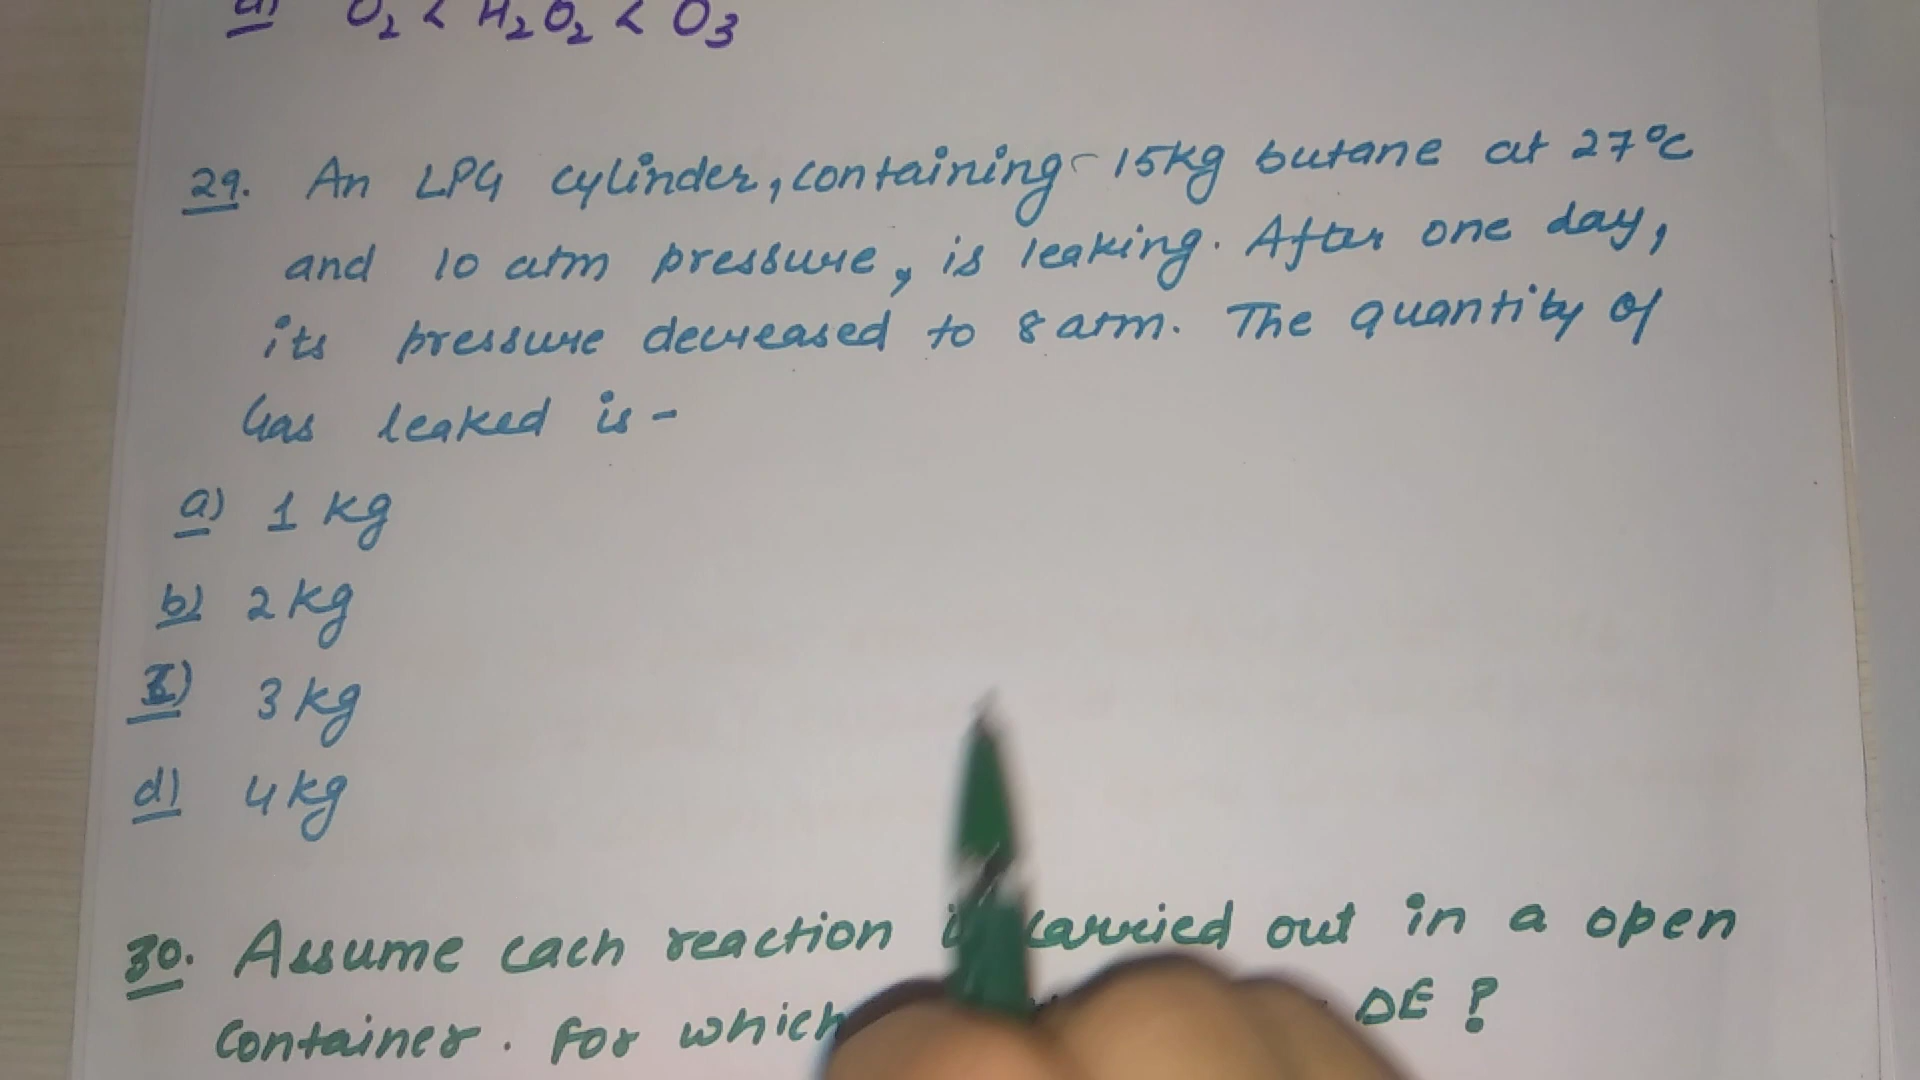 d) O2 < H2O2 < O3
29. An LPG cylinder, containing 15kg butane at 27°C
and 10 atm pressure, is leaking. After one day,
its pressure decreased to 8 atm. The quantity of
Gas leaked is -
a) 1 kg
b) 2 kg
c) 3 kg
d) 4 kg
30. Assume each reaction is carried out in a open
Container. For which ΔE ?